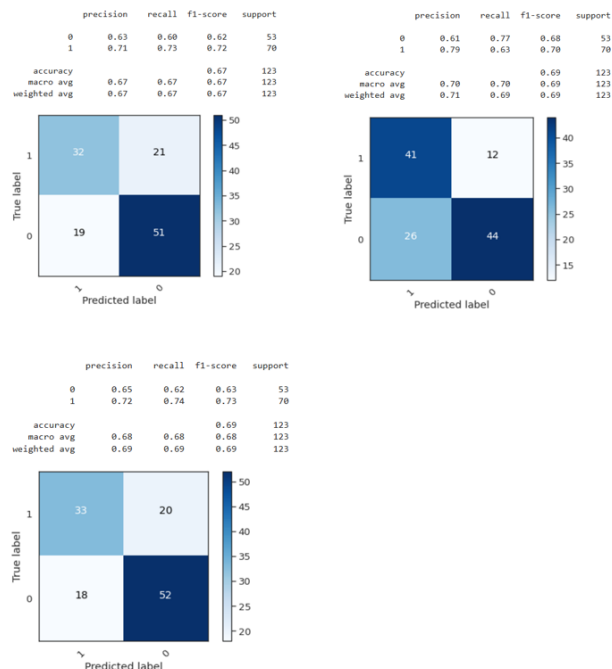 precision recall f1-score support
0 0.63 0.60 0.62 53
1 0.71 0.73 0.72 70
accuracy 0.67 123
macro avg 0.67 0.67 0.67 123
weighted avg 0.67 0.67 0.67 123
50
45
40
35
30
25
20
True label
1
0
32 21
19 51
1 0
Predicted label
precision recall f1-score support
0 0.61 0.77 0.68 53
1 0.79 0.63 0.70 70
accuracy 0.69 123
macro avg 0.70 0.70 0.69 123
weighted avg 0.71 0.69 0.69 123
40
35
30
25
20
15
True label
1
0
41 12
26 44
1 0
Predicted label
precision recall f1-score support
0 0.65 0.62 0.63 53
1 0.72 0.74 0.73 70
accuracy 0.69 123
macro avg 0.68 0.68 0.68 123
weighted avg 0.69 0.69 0.69 123
50
45
40
35
30
25
20
True label
1
0
33 20
18 52
1 0
Predicted label